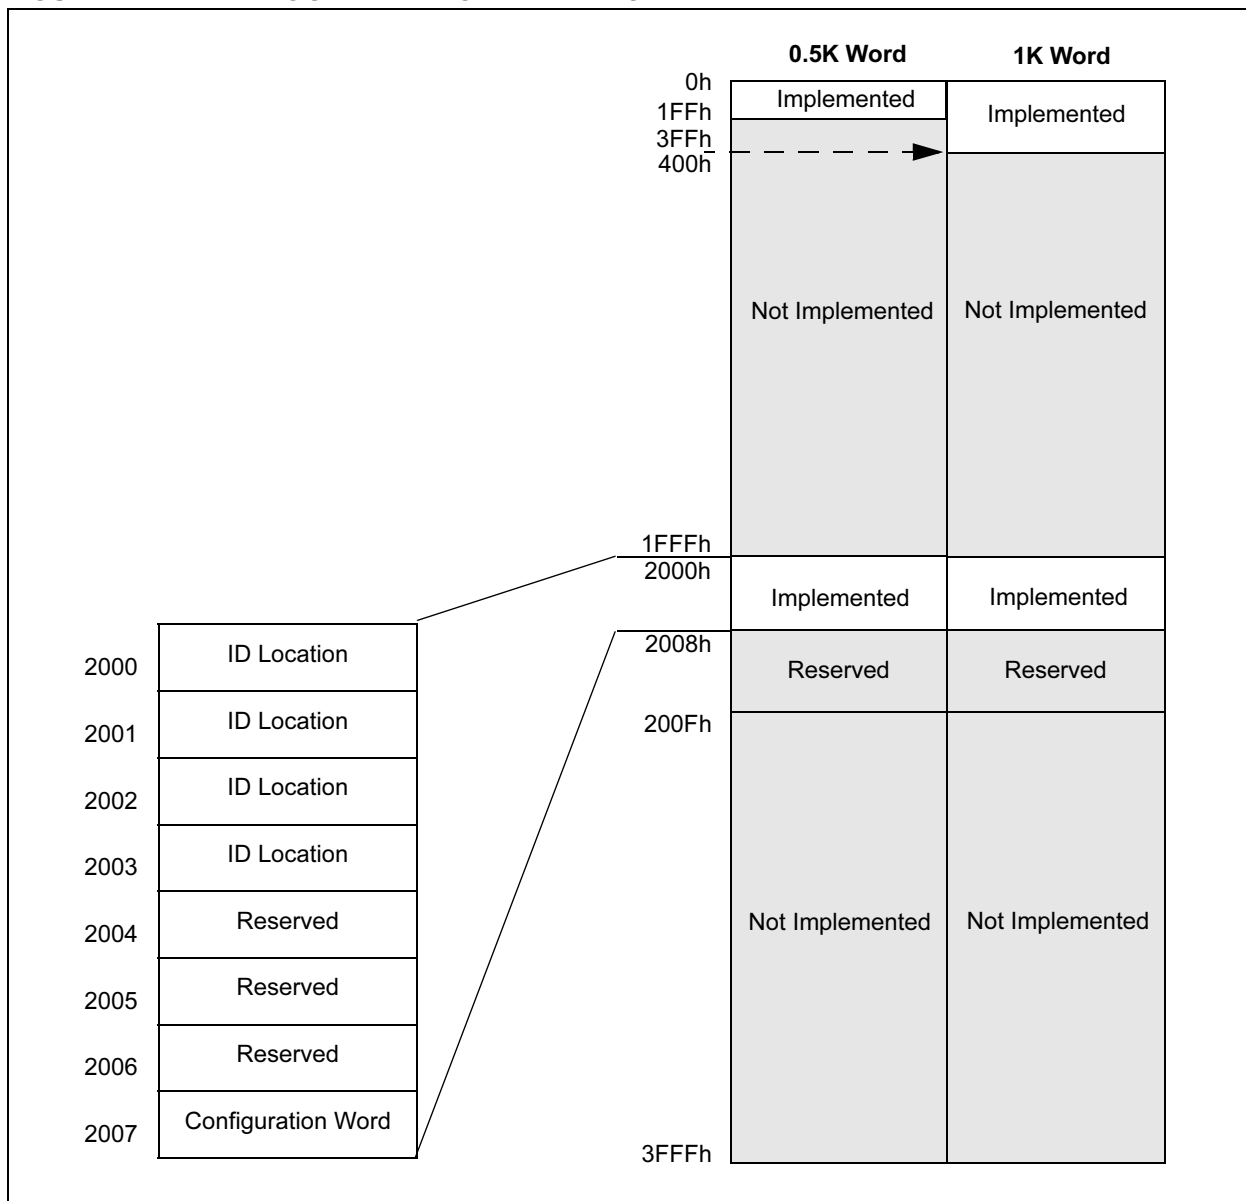 0.5K Word 1K Word
0h
Implemented Implemented
1FFh
3FFh
400h
Not Implemented Not Implemented
1FFFh
2000h
Implemented Implemented
2008h
Reserved Reserved
200Fh
Not Implemented Not Implemented
3FFFh
2000 ID Location
2001 ID Location
2002 ID Location
2003 ID Location
2004 Reserved
2005 Reserved
2006 Reserved
2007 Configuration Word